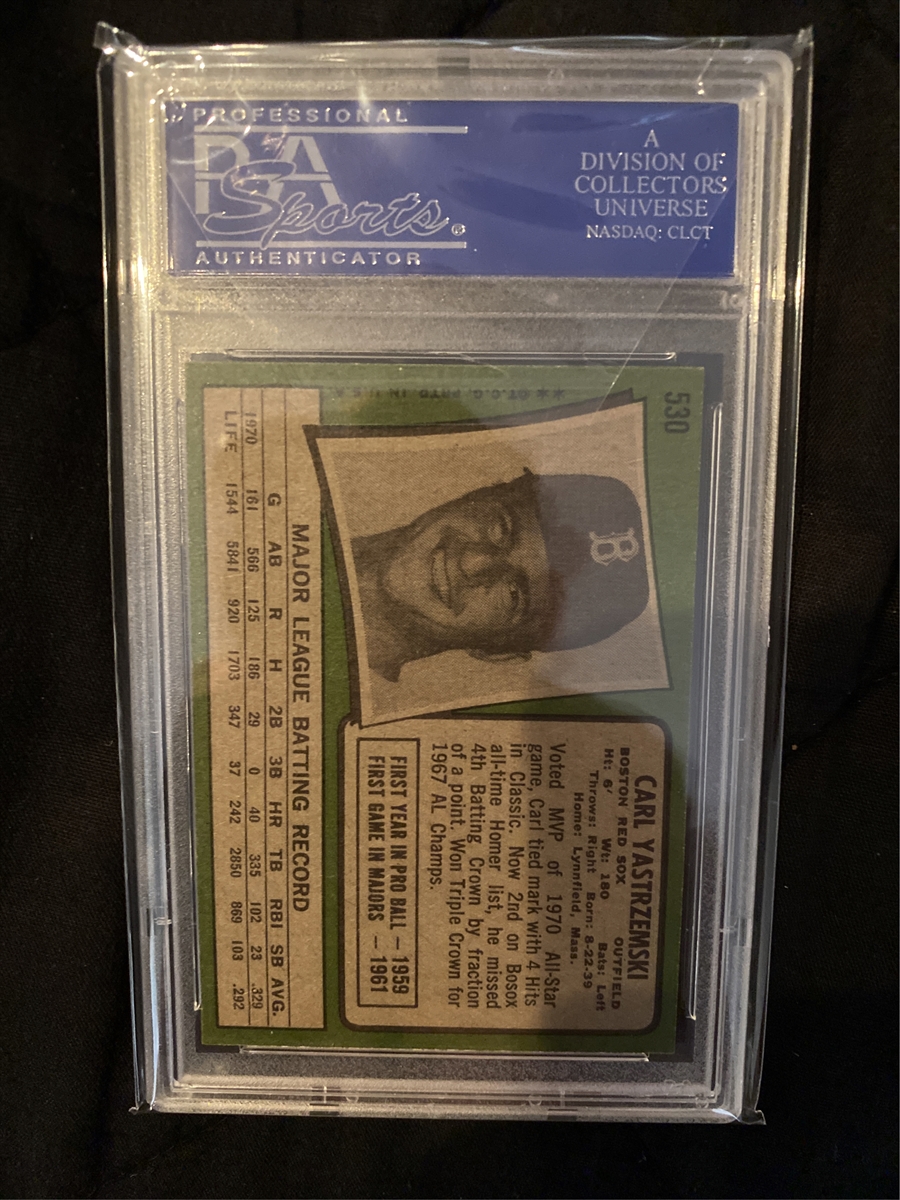 PROFESSIONAL
PSA
Sports®
AUTHENTICATOR
A
DIVISION OF
COLLECTORS
UNIVERSE
NASDAQ: CLCT
530
B
CARL YASTRZEMSKI
BOSTON RED SOX OUTFIELD
Ht: 6' Wt: 180 Bats: Left
Throws: Right Born: 8-22-39
Home: Lynnfield, Mass.
Voted MVP of 1970 All-Star
game, Carl tied mark with 4 Hits
in Classic. Now 2nd on Bosox
all-time Homer list, he missed
4th Batting Crown by fraction
of a point. Won Triple Crown for
1967 AL Champs.
FIRST YEAR IN PRO BALL — 1959
FIRST GAME IN MAJORS — 1961
MAJOR LEAGUE BATTING RECORD
G AB R H 2B 3B HR TB RBI SB AVG.
1970 161 566 125 186 29 0 40 335 102 23 .329
LIFE 1544 5841 920 1703 347 37 242 2850 869 103 .292
**©T.C.G. PRTD. IN U.S.A.